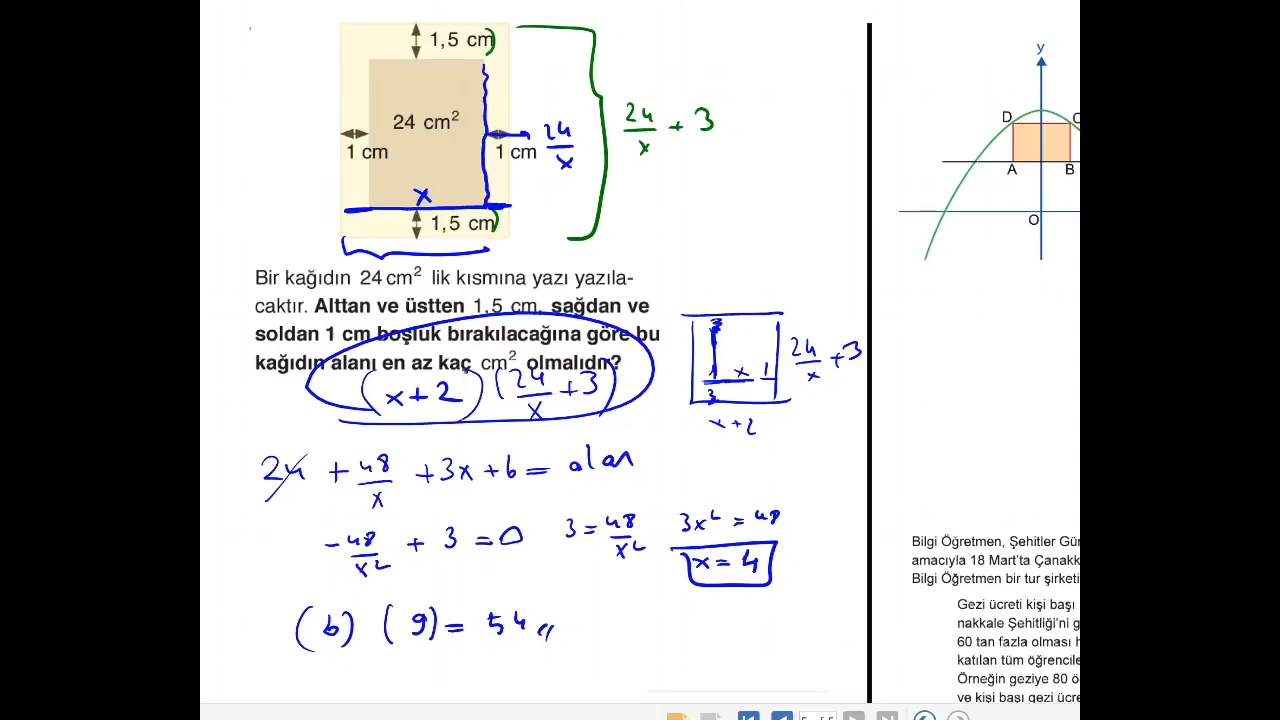 1,5 cm
24 cm²
1 cm
1 cm
24/x
x
1,5 cm
24/x + 3
Bir kağıdın 24 cm² lik kısmına yazı yazıla-
caktır. Alttan ve üstten 1,5 cm, sağdan ve
soldan 1 cm boşluk bırakılacağına göre bu
kağıdın alanı en az kaç cm² olmalıdır?
(x+2) (24/x + 3)
x 1
24/x + 3
x+2
24 + 48/x + 3x + 6 = alan
-48/x² + 3 = 0 3 = 48/x² 3x² = 48
x = 4
(6) (9) = 54
y
D C
A B
O
Bilgi Öğretmen, Şehitler Gü
amacıyla 18 Mart'ta Çanakk
Bilgi Öğretmen bir tur şirketi
Gezi ücreti kişi başı
nakkale Şehitliği'ni g
60 tan fazla olması h
katılan tüm öğrencile
Örneğin geziye 80 ö
ve kişi başı gezi ücre